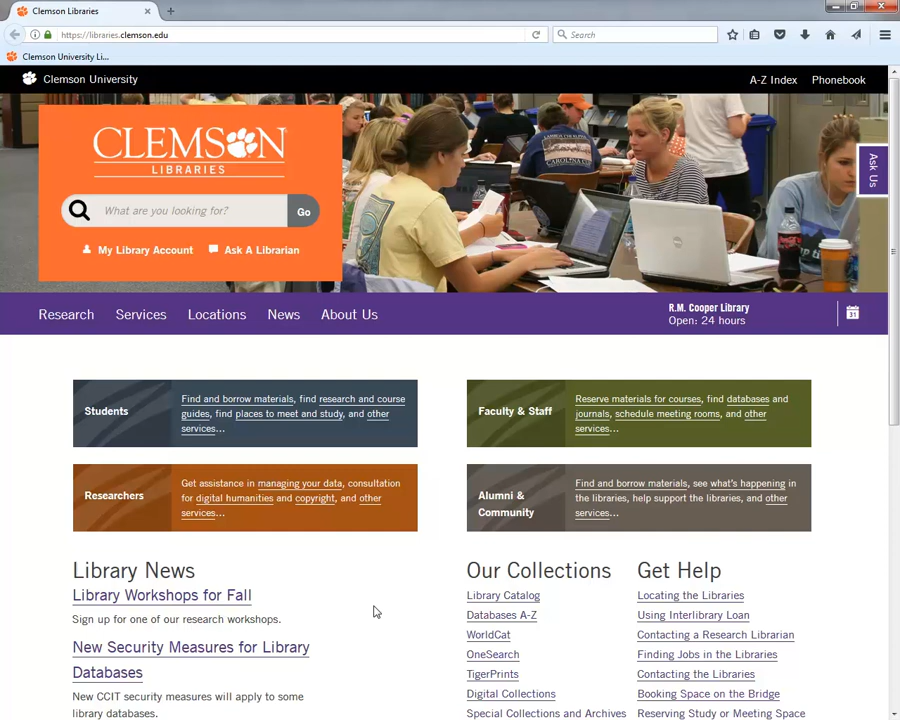 Clemson Libraries
https://libraries.clemson.edu
Search
Clemson University Li...
Clemson University
A-Z Index
Phonebook
CLEMSON
LIBRARIES
What are you looking for?
Go
My Library Account
Ask A Librarian
Ask Us
CAROLINA
Research
Services
Locations
News
About Us
R.M. Cooper Library
Open: 24 hours
31
Students
Find and borrow materials, find research and course
guides, find places to meet and study, and other
services...
Faculty & Staff
Reserve materials for courses, find databases and
journals, schedule meeting rooms, and other
services...
Researchers
Get assistance in managing your data, consultation
for digital humanities and copyright, and other
services...
Alumni &
Community
Find and borrow materials, see what's happening in
the libraries, help support the libraries, and other
services...
Library News
Library Workshops for Fall
Sign up for one of our research workshops.
New Security Measures for Library
Databases
New CCIT security measures will apply to some
library databases.
Our Collections
Library Catalog
Databases A-Z
WorldCat
OneSearch
TigerPrints
Digital Collections
Special Collections and Archives
Get Help
Locating the Libraries
Using Interlibrary Loan
Contacting a Research Librarian
Finding Jobs in the Libraries
Contacting the Libraries
Booking Space on the Bridge
Reserving Study or Meeting Space